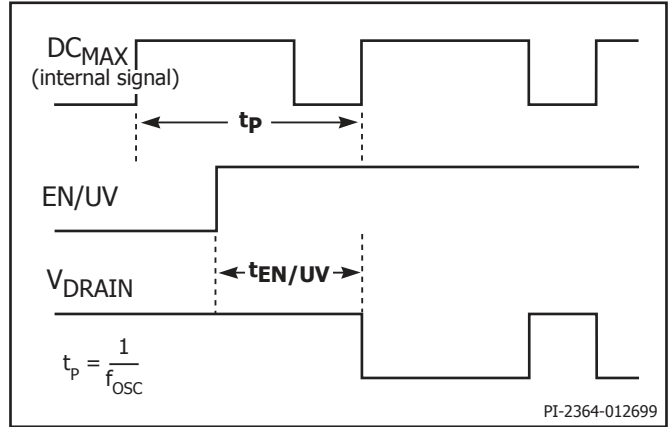 DCMAX
(internal signal)
tP
EN/UV
tEN/UV
VDRAIN
tP = 1/fOSC
PI-2364-012699